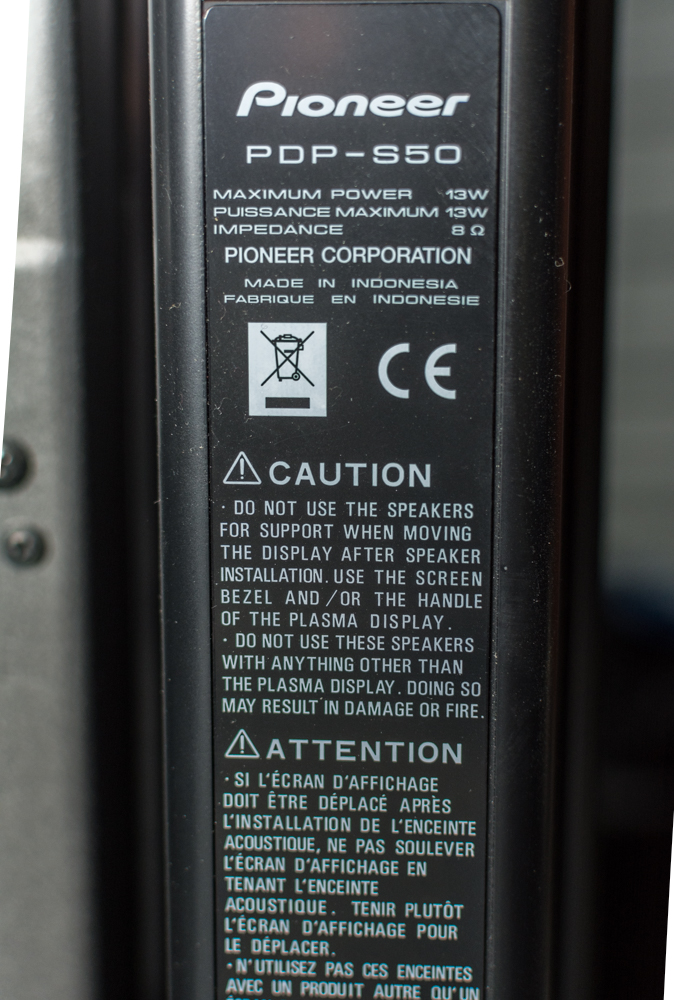 Pioneer
PDP-S50
MAXIMUM POWER 13W
PUISSANCE MAXIMUM 13W
IMPEDANCE 8 Ω
PIONEER CORPORATION
MADE IN INDONESIA
FABRIQUE EN INDONESIE
CE
CAUTION
· DO NOT USE THE SPEAKERS
FOR SUPPORT WHEN MOVING
THE DISPLAY AFTER SPEAKER
INSTALLATION. USE THE SCREEN
BEZEL AND/OR THE HANDLE
OF THE PLASMA DISPLAY.
· DO NOT USE THESE SPEAKERS
WITH ANYTHING OTHER THAN
THE PLASMA DISPLAY. DOING SO
MAY RESULT IN DAMAGE OR FIRE.
ATTENTION
· SI L'ÉCRAN D'AFFICHAGE
DOIT ÊTRE DÉPLACÉ APRÈS
L'INSTALLATION DE L'ENCEINTE
ACOUSTIQUE, NE PAS SOULEVER
L'ÉCRAN D'AFFICHAGE EN
TENANT L'ENCEINTE
ACOUSTIQUE. TENIR PLUTÔT
L'ÉCRAN D'AFFICHAGE POUR
LE DÉPLACER.
· N'UTILISEZ PAS CES ENCEINTES
AVEC UN PRODUIT AUTRE QU'UN